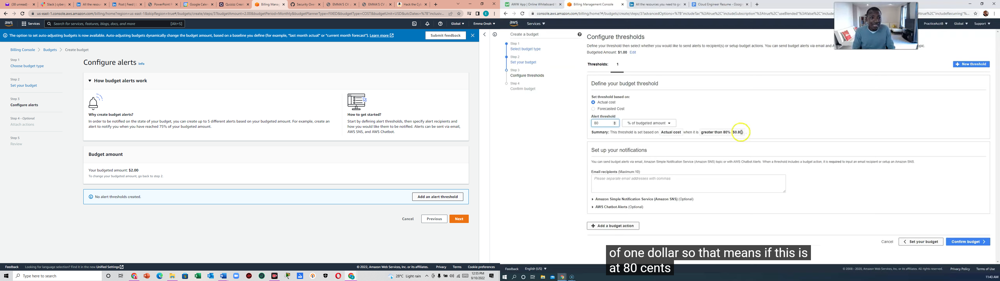 (38 unread) -
Slack | cyberg
All the resour
Post | Feed | L
PowerPoint P
Google Calen
Quizizz Creat
Billing Manag
Security Over
EMMA'S CV
EMMA'S CV
Hack the Cyb
us-east-1.console.aws.amazon.com/billing/home?region=us-east-1&skipRegion=true#/budgets/create/steps/3?budgetAmount=2.00&budgetPeriod=Monthly&budgetPlannerType=FIXED&budgetType=COST&budgetUnit=USD&utcDates=%7B"inclusiv...
aws
Services
Search for services, features, blogs, docs, and more
[Alt+S]
Global
Emma Onoh
The option to set auto-adjusting budgets is now available. Auto-adjusting budgets dynamically change the budget amount, based on a baseline you define (for example, "last month actual" or "current month forecast"). Learn more
Submit feedback
Billing Console > Budgets > Create budget
Step 1
Choose budget type
Step 2
Set your budget
Step 3
Configure alerts
Step 4 - Optional
Attach actions
Step 5
Review
Configure alerts Info
How budget alerts work
Why create budget alerts?
In order to be notified on the state of your budget, you can create up to 5 different alerts based on your budgeted amount. For example, create an
alert to notify you when you have reached 75% of your budgeted amount.
How to get started?
Start by defining alert thresholds, then specify alert recipients and
how you would like them to be notified. Alerts can be sent via email,
AWS SNS, and AWS Chatbot.
Budget amount
Your budgeted amount: $2.00
To change your budgeted amount, go back to step 2.
No alert thresholds created.
Add an alert threshold
Cancel
Previous
Next
Feedback
Looking for language selection? Find it in the new Unified Settings
© 2022, Amazon Web Services, Inc. or its affiliates.
Privacy
Terms
Cookie preferences
Type here to search
28°C Light rain
12:55 PM
9/10/2022
AWW App | Online Whiteboard
Billing Management Console
All the resources you need to ge
Cloud Engineer Resume - Google
console.aws.amazon.com/billing/home?#/budgets/create/steps/3?advancedOptions=%7B"includeTax"%3Atrue%2C"includeSubscription"%3Atrue%2C"useBlended"%3Afalse%2C"include
Atrue%2C"includeRecurring"%...
aws
Services
PracticeAcctB
Global
Support
Create a budget
Step 1
Select budget type
Step 2
Set your budget
Step 3
Configure thresholds
Step 4
Confirm budget
Configure thresholds
Define your threshold then select whether you would like to send alerts to recipient(s) or setup budget actions. You can send budget alerts via email and A
opic.
Budgeted Amount: $1.00 Edit
Thresholds: 1
New threshold
Define your budget threshold
Set threshold based on:
Actual cost
Forecasted Cost
Alert threshold
80
% of budgeted amount
Summary: This threshold is set based on Actual cost when it is greater than 80% $0.80) .
Set up your notifications
You can send budget alerts via email, Amazon Simple Notification Service (Amazon SNS) topic or with AWS Chatbot Alerts. When a threshold includes a budget action, it is required to input an email recipient or setup an Amazon SNS.
Email recipients (Maximum:10)
Please separate email addresses with commas
Amazon Simple Notification Service (Amazon SNS) (Optional)
AWS Chatbot Alerts (Optional)
Add a budget action
Cancel
Set your budget
Confirm budget
of one dollar so that means if this is
at 80 cents
Feedback
English (US)
© 2008 - 2020, Amazon Web Services, Inc. or its affiliates. All rights reserved.
Privacy Policy
Terms of Use
11:43 AM